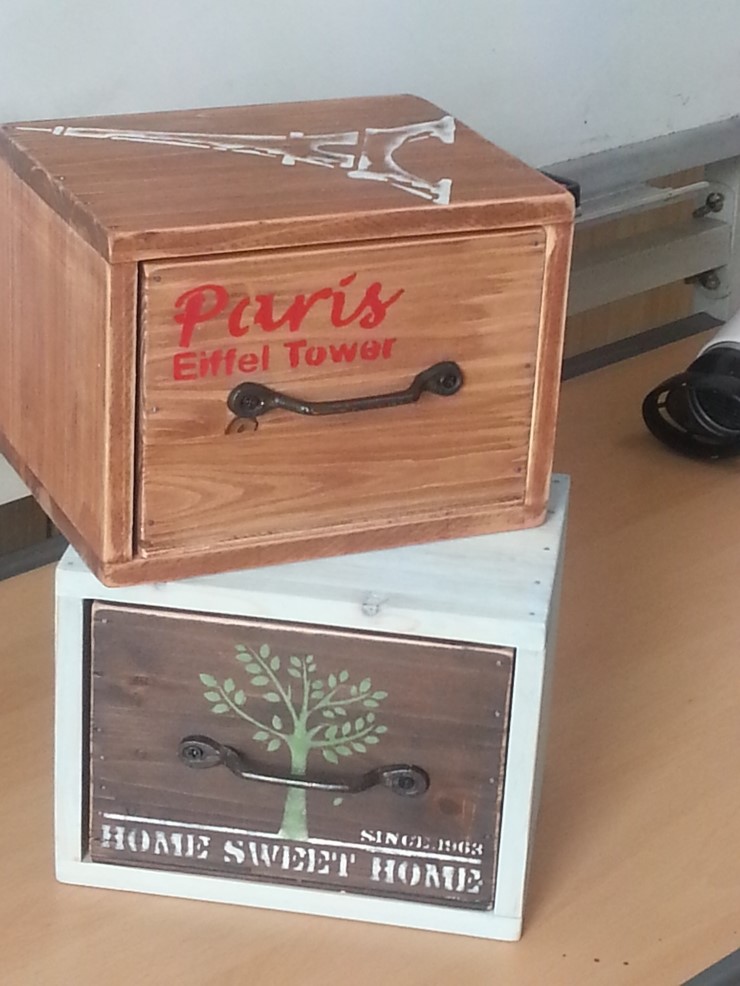 Paris
Eiffel Tower
SINCE.1963
HOME SWEET HOME